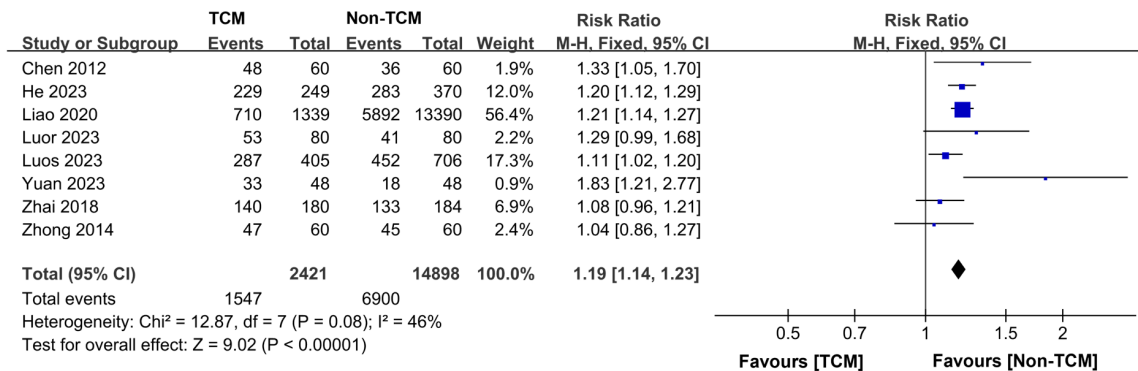 TCM Non-TCM Risk Ratio Risk Ratio
Study or Subgroup Events Total Events Total Weight M-H, Fixed, 95% CI M-H, Fixed, 95% CI
Chen 2012 48 60 36 60 1.9% 1.33 [1.05, 1.70]
He 2023 229 249 283 370 12.0% 1.20 [1.12, 1.29]
Liao 2020 710 1339 5892 13390 56.4% 1.21 [1.14, 1.27]
Luor 2023 53 80 41 80 2.2% 1.29 [0.99, 1.68]
Luos 2023 287 405 452 706 17.3% 1.11 [1.02, 1.20]
Yuan 2023 33 48 18 48 0.9% 1.83 [1.21, 2.77]
Zhai 2018 140 180 133 184 6.9% 1.08 [0.96, 1.21]
Zhong 2014 47 60 45 60 2.4% 1.04 [0.86, 1.27]
Total (95% CI) 2421 14898 100.0% 1.19 [1.14, 1.23]
Total events 1547 6900
Heterogeneity: Chi² = 12.87, df = 7 (P = 0.08); I² = 46%
Test for overall effect: Z = 9.02 (P < 0.00001)
0.5 0.7 1 1.5 2
Favours [TCM] Favours [Non-TCM]